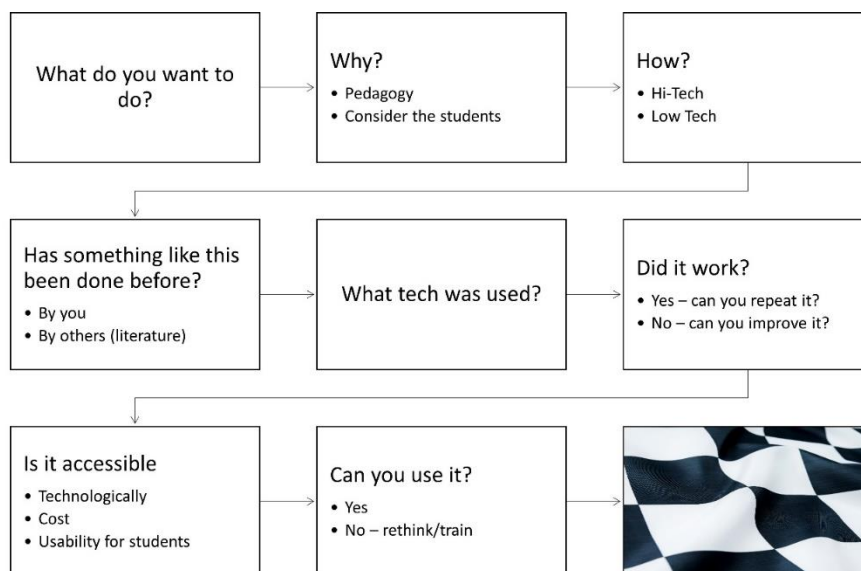 What do you want to
do?
Why?
• Pedagogy
• Consider the students
How?
• Hi-Tech
• Low Tech
Has something like this
been done before?
• By you
• By others (literature)
What tech was used?
Did it work?
• Yes – can you repeat it?
• No – can you improve it?
Is it accessible
• Technologically
• Cost
• Usability for students
Can you use it?
• Yes
• No – rethink/train